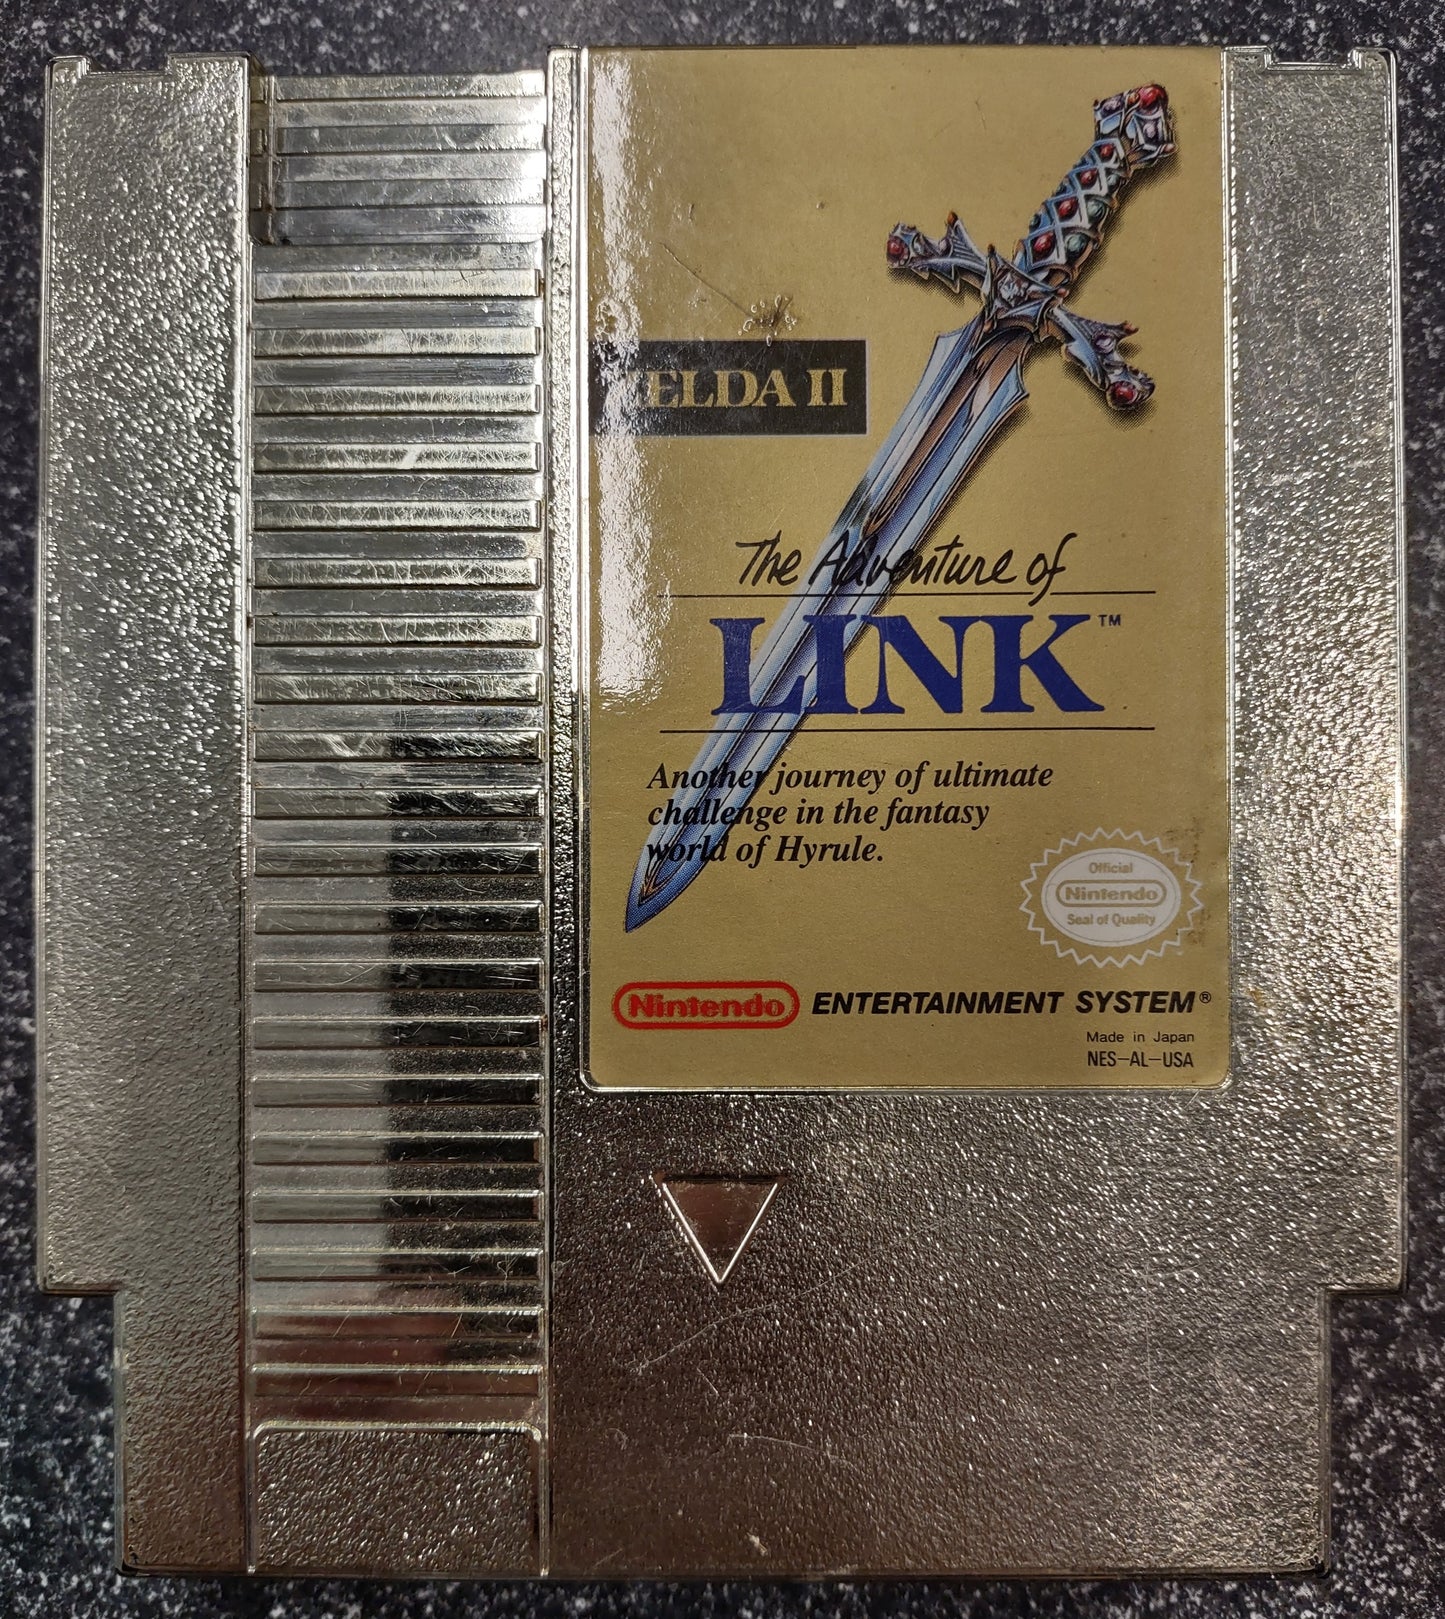 ZELDA II
The Adventure of
LINK™
Another journey of ultimate
challenge in the fantasy
world of Hyrule.
Official
Nintendo
Seal of Quality
Nintendo ENTERTAINMENT SYSTEM®
Made in Japan
NES-AL-USA